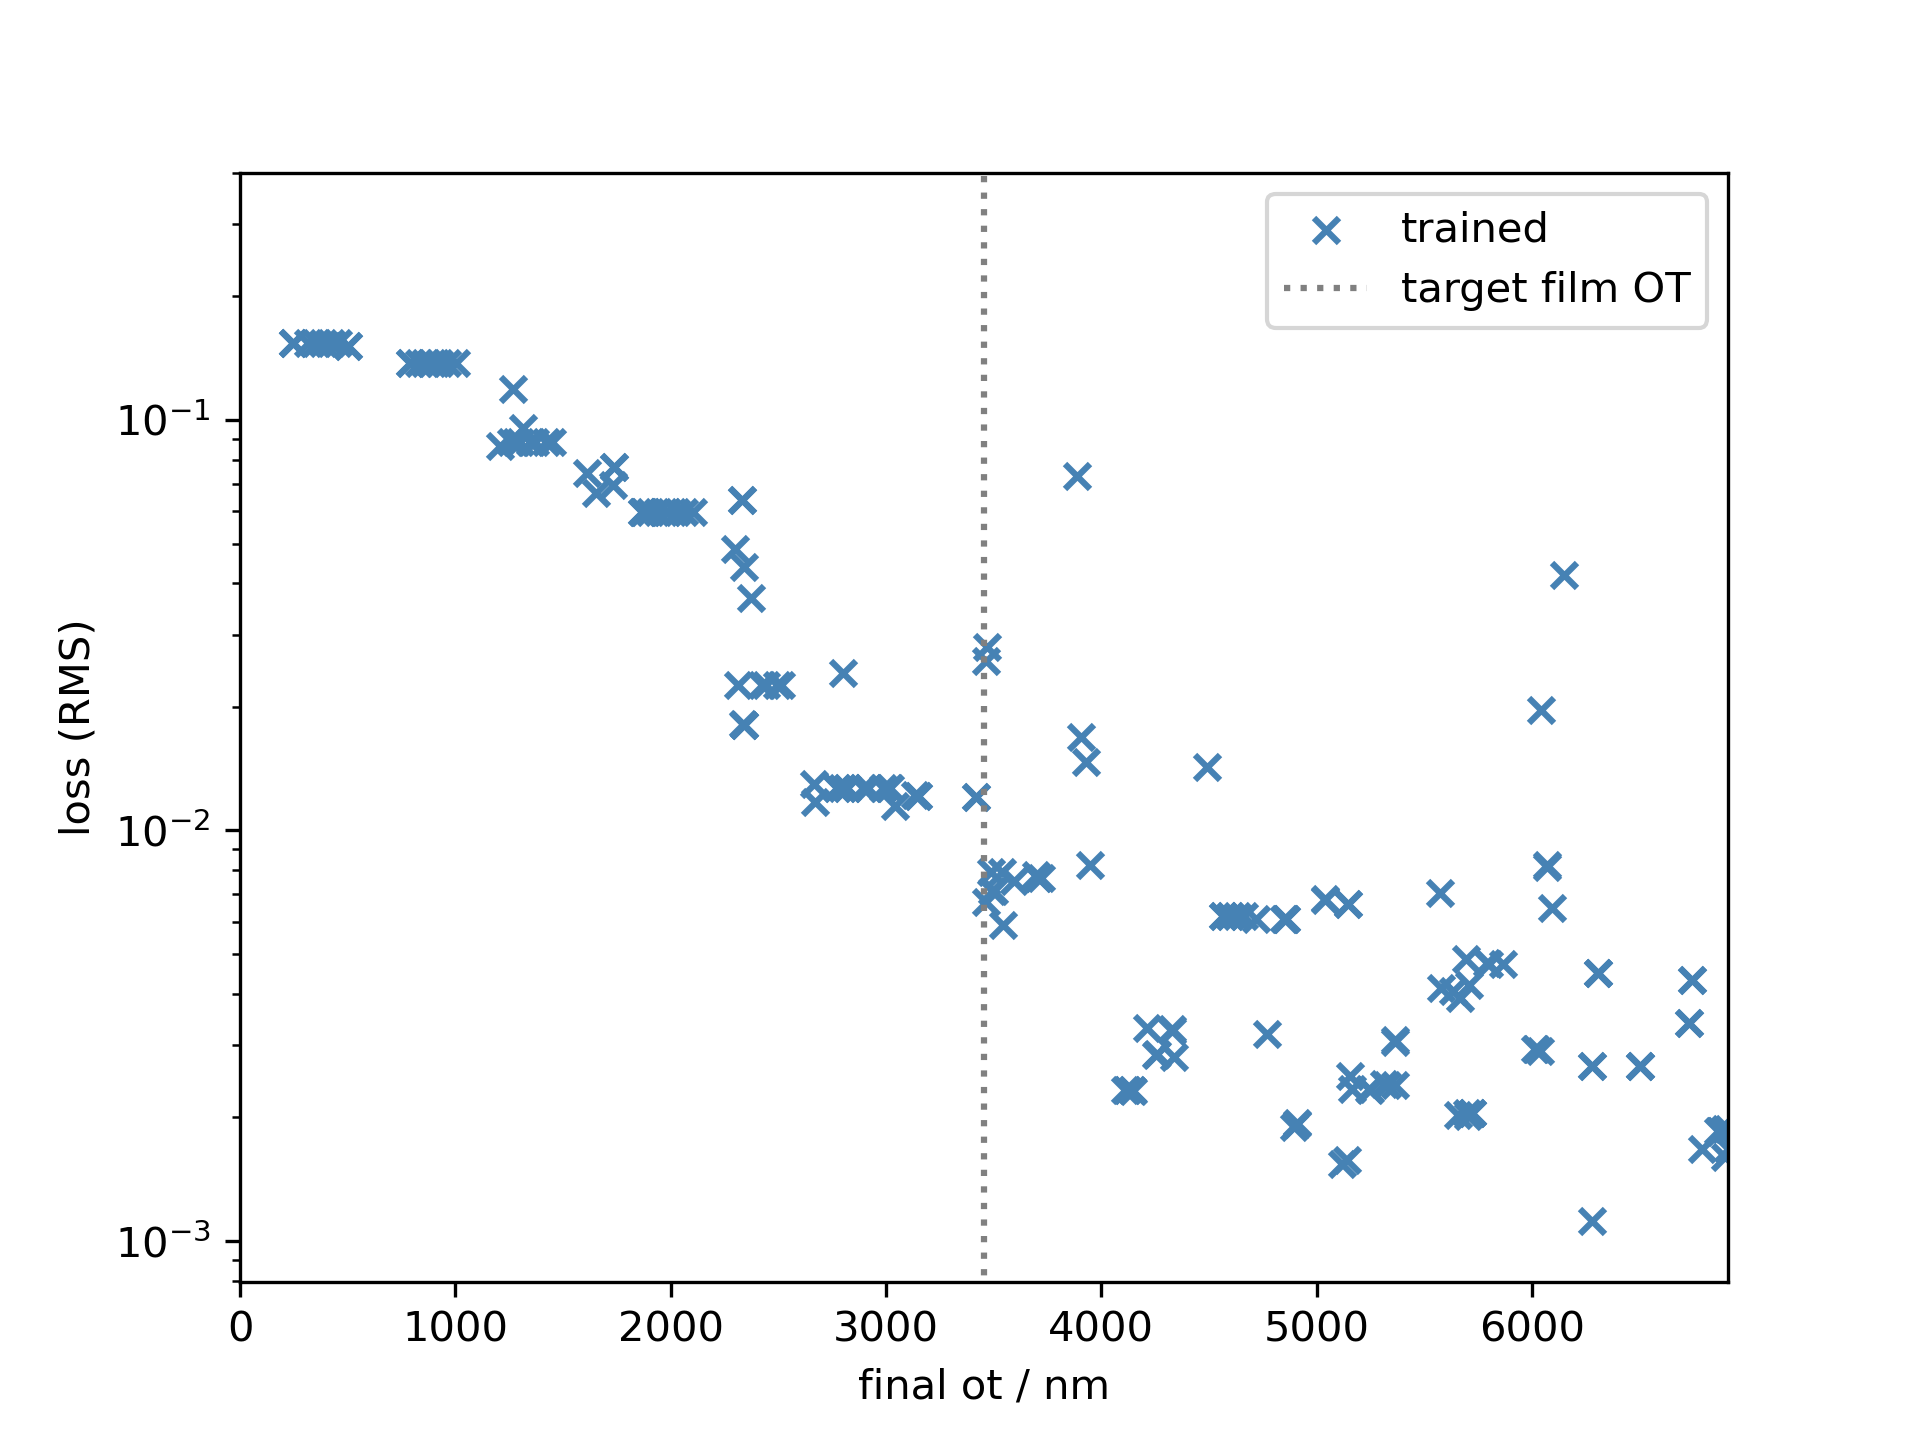 trained
target film OT
10⁻¹
10⁻²
10⁻³
loss (RMS)
0 1000 2000 3000 4000 5000 6000
final ot / nm